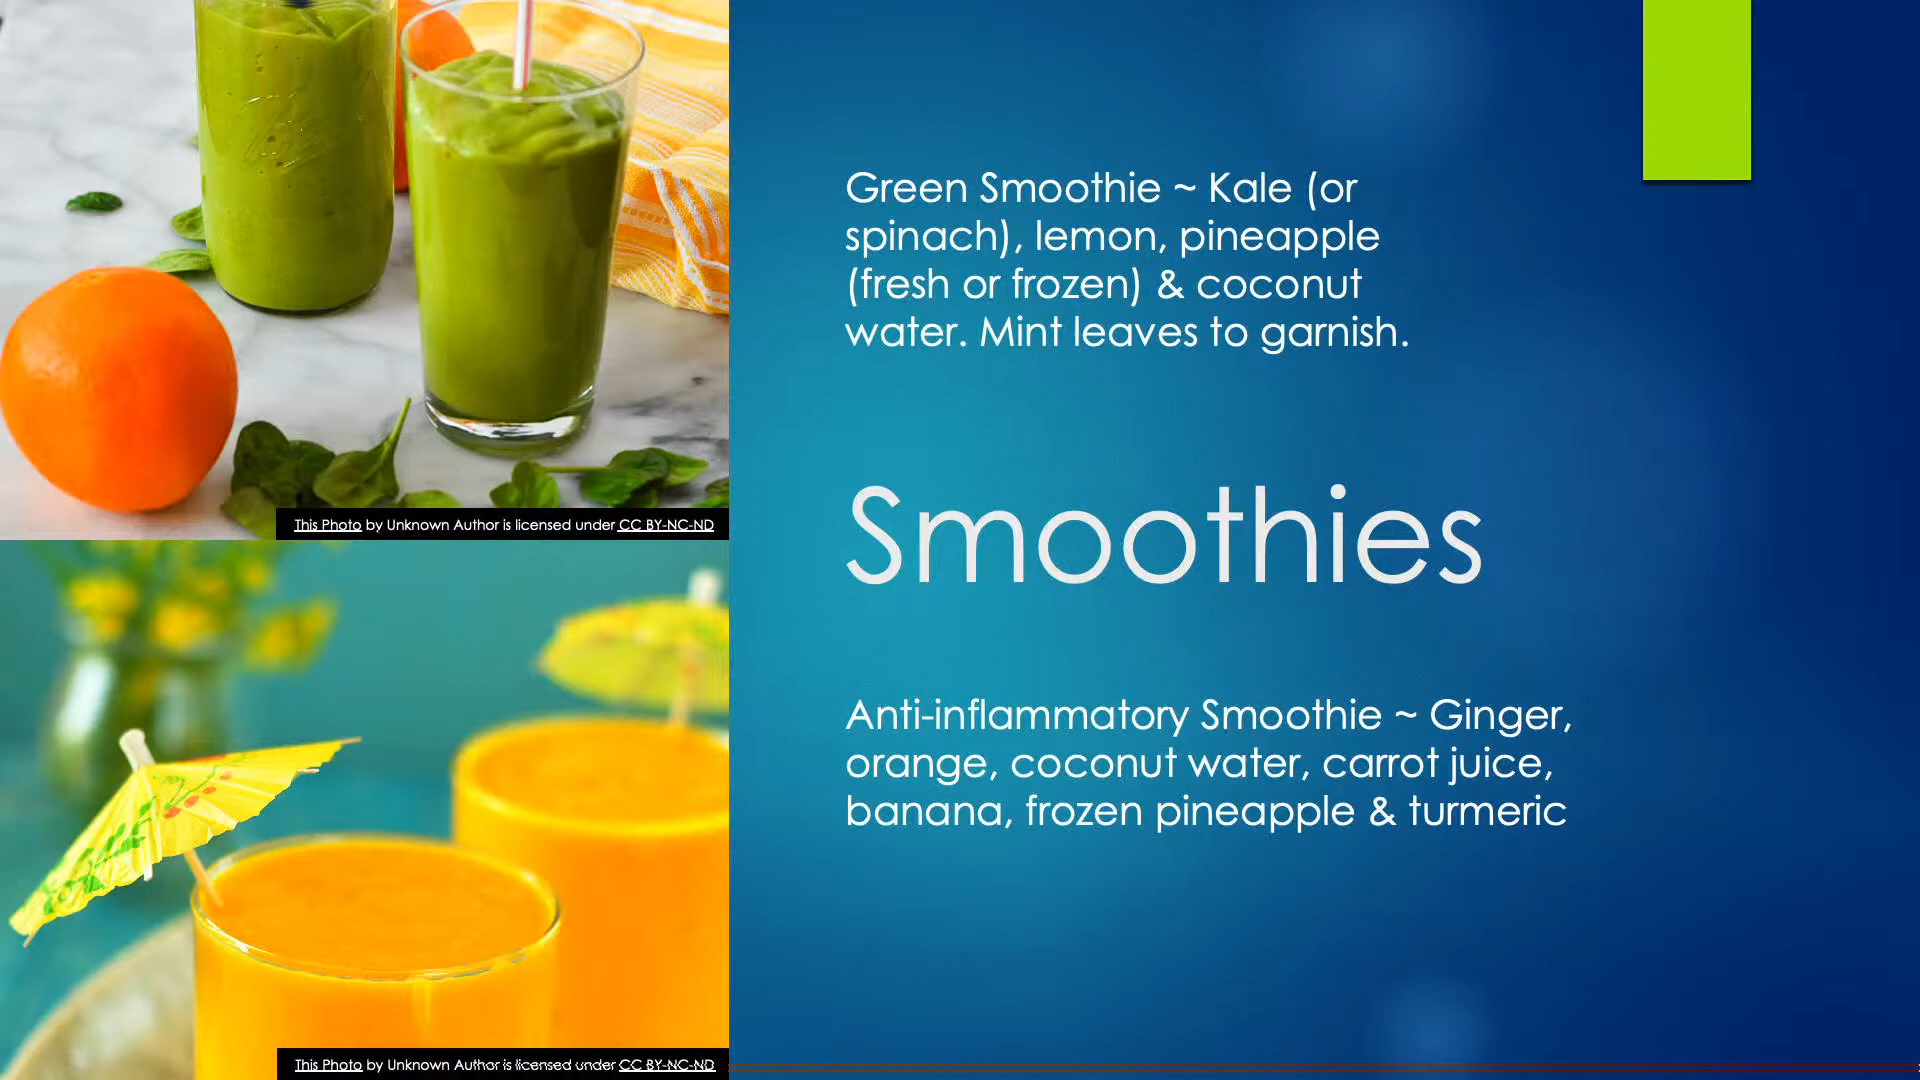 Green Smoothie ~ Kale (or
spinach), lemon, pineapple
(fresh or frozen) & coconut
water. Mint leaves to garnish.
This Photo by Unknown Author is licensed under CC BY-NC-ND
Smoothies
Anti-inflammatory Smoothie ~ Ginger,
orange, coconut water, carrot juice,
banana, frozen pineapple & turmeric
This Photo by Unknown Author is licensed under CC BY-NC-ND